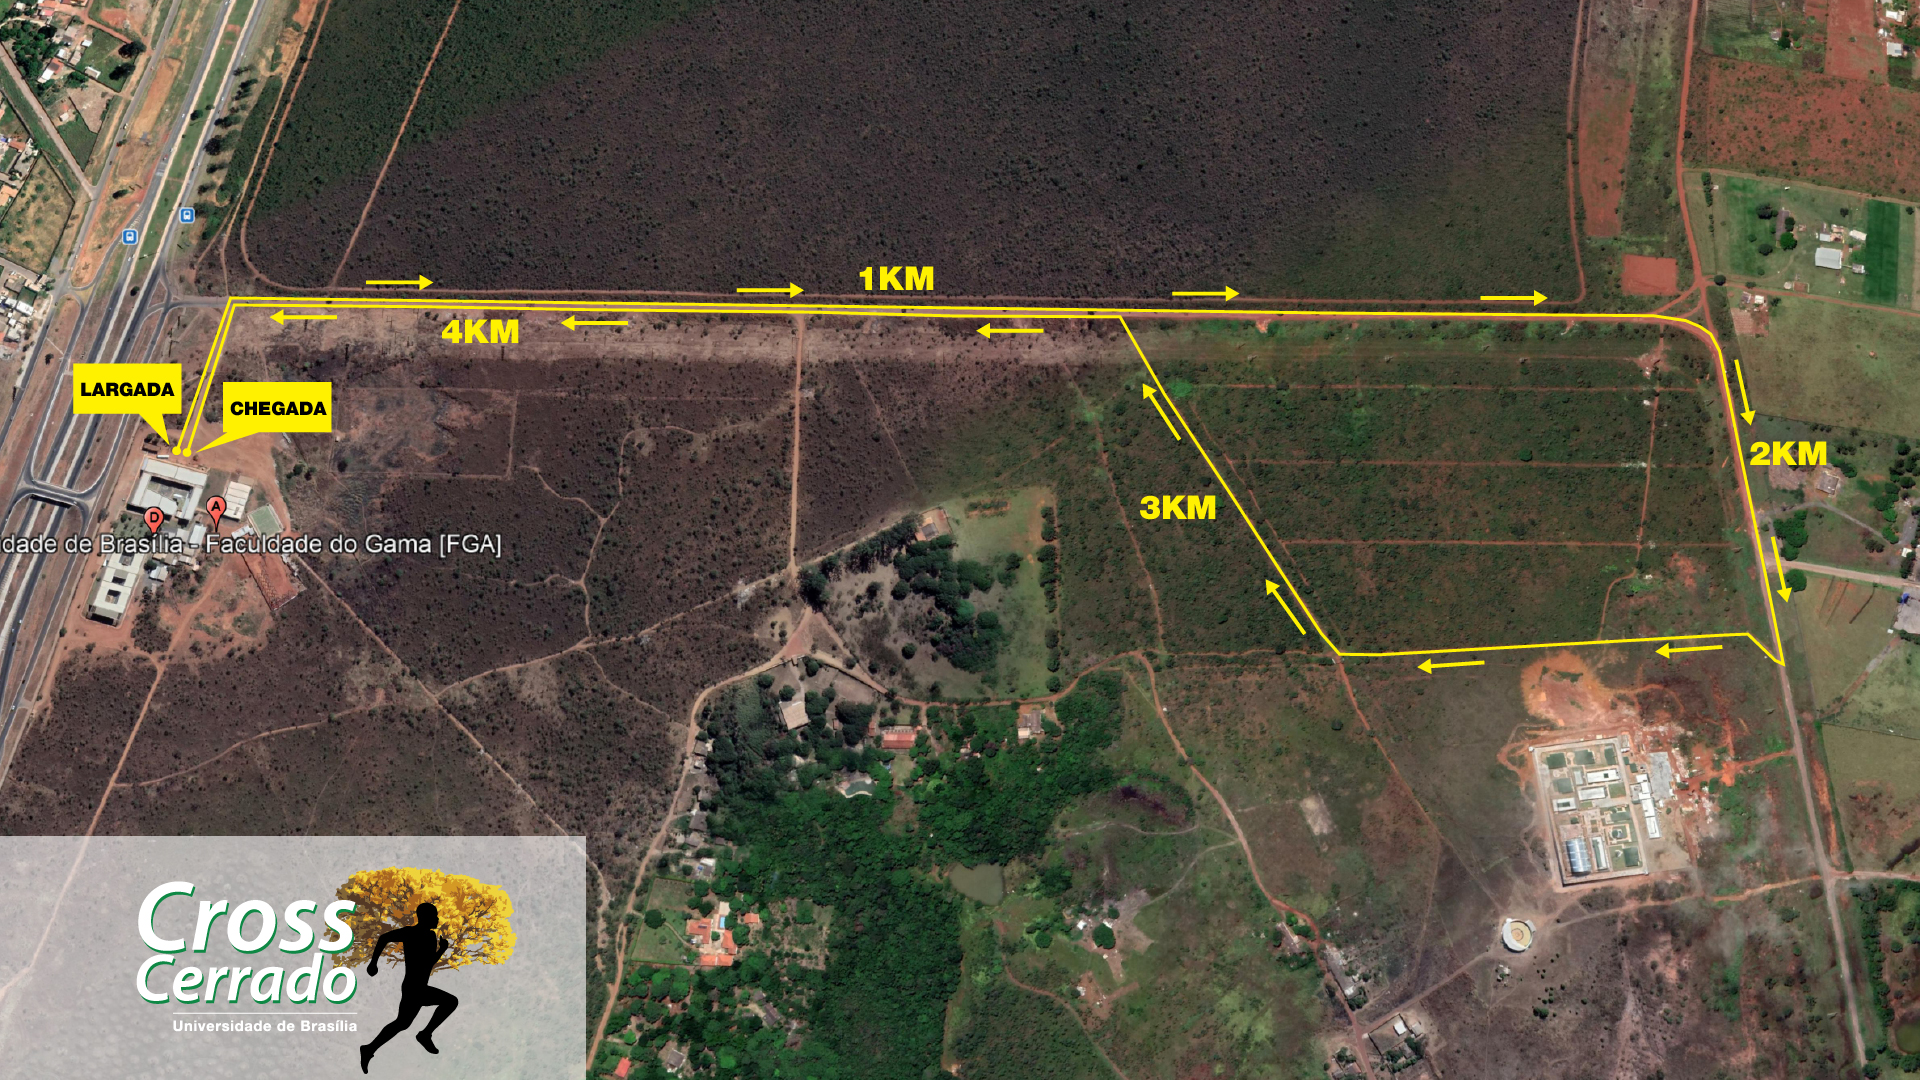 1KM
4KM
LARGADA
CHEGADA
2KM
3KM
D
A
dade de Brasília - Faculdade do Gama [FGA]
Cross
Cerrado
Universidade de Brasília